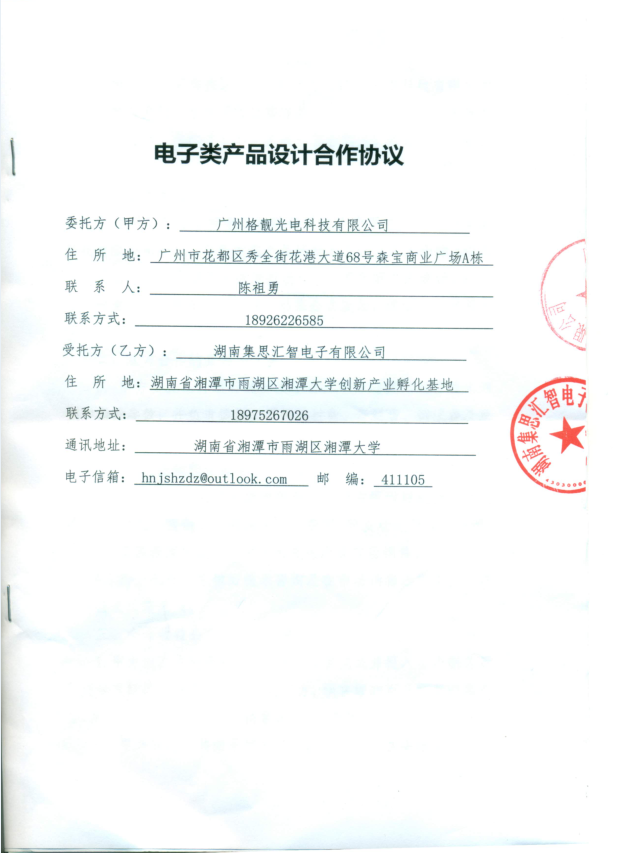 电子类产品设计合作协议
委托方（甲方）： 广州格靓光电科技有限公司
住 所 地： 广州市花都区秀全街花港大道68号森宝商业广场A栋
联 系 人： 陈祖勇
联系方式： 18926226585
受托方（乙方）： 湖南集思汇智电子有限公司
住 所 地： 湖南省湘潭市雨湖区湘潭大学创新产业孵化基地
联系方式： 18975267026
通讯地址： 湖南省湘潭市雨湖区湘潭大学
电子信箱： hnjshzdz@outlook.com 邮 编： 411105
限公司
湖南集思汇智电子